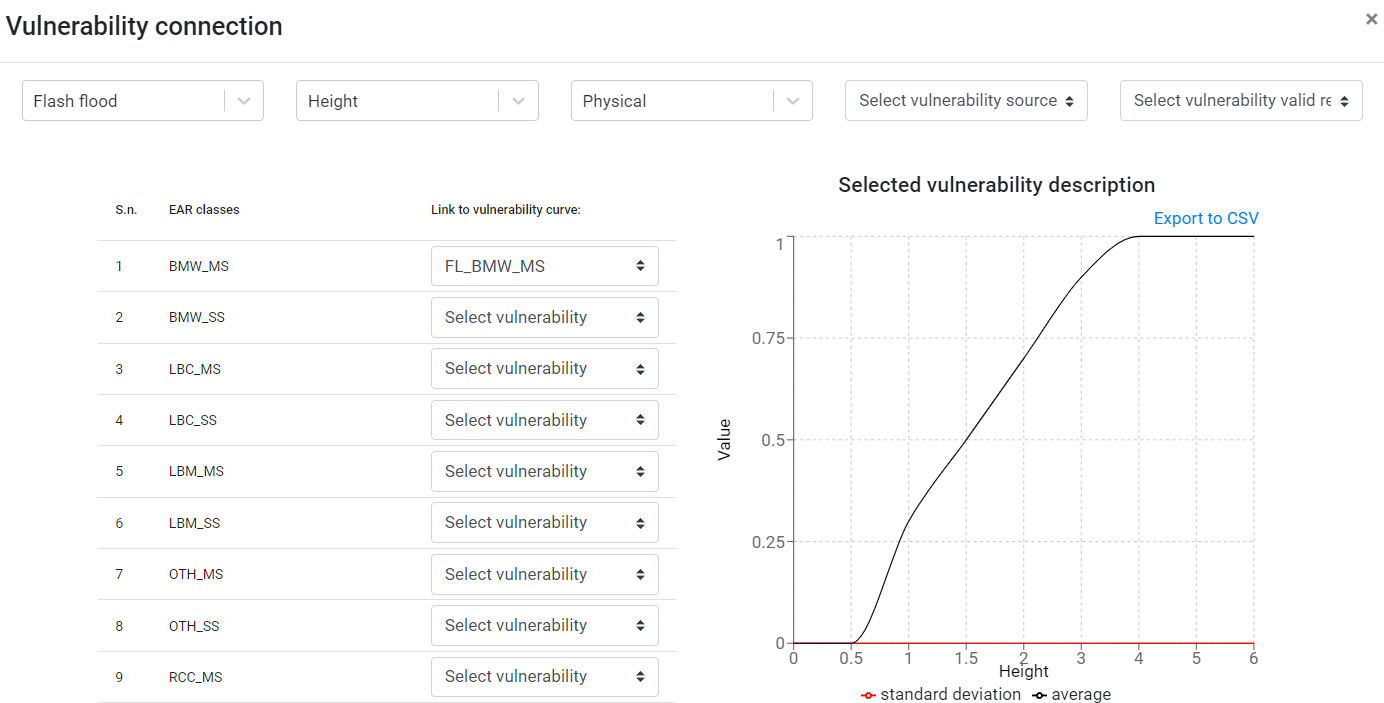 Vulnerability connection
×
Flash flood
Height
Physical
Select vulnerability source
Select vulnerability valid re
S.n. EAR classes Link to vulnerability curve:
1 BMW_MS FL_BMW_MS
2 BMW_SS Select vulnerability
3 LBC_MS Select vulnerability
4 LBC_SS Select vulnerability
5 LBM_MS Select vulnerability
6 LBM_SS Select vulnerability
7 OTH_MS Select vulnerability
8 OTH_SS Select vulnerability
9 RCC_MS Select vulnerability
Selected vulnerability description
Export to CSV
1
0.75
0.5
0.25
0
Value
0 0.5 1 1.5 2 3 4 5 6
Height
standard deviation average